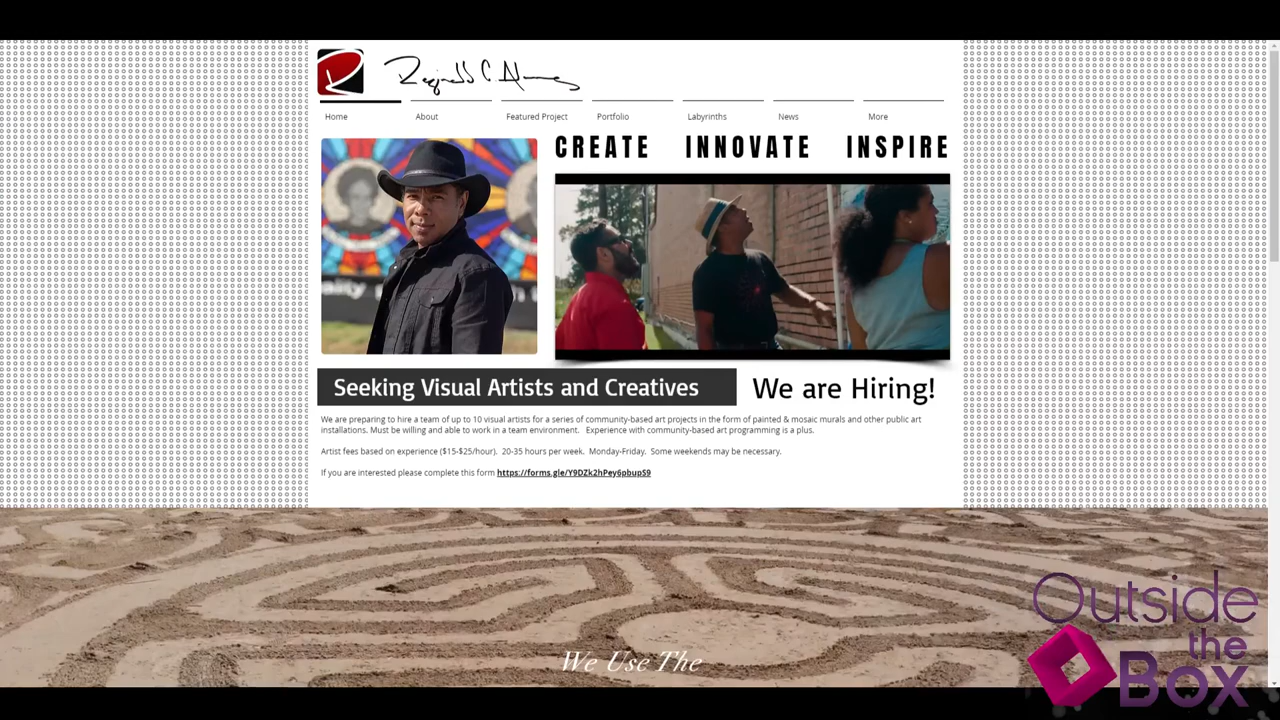 Home About Featured Project Portfolio Labyrinths News More
CREATE INNOVATE INSPIRE
Seeking Visual Artists and Creatives We are Hiring!
We are preparing to hire a team of up to 10 visual artists for a series of community-based art projects in the form of painted & mosaic murals and other public art
installations. Must be willing and able to work in a team environment. Experience with community-based art programming is a plus.
Artist fees based on experience ($15-$25/hour). 20-35 hours per week. Monday-Friday. Some weekends may be necessary.
If you are interested please complete this form https://forms.gle/Y9DZk2hPey6pbupS9
We Use The
Outside
the
Box